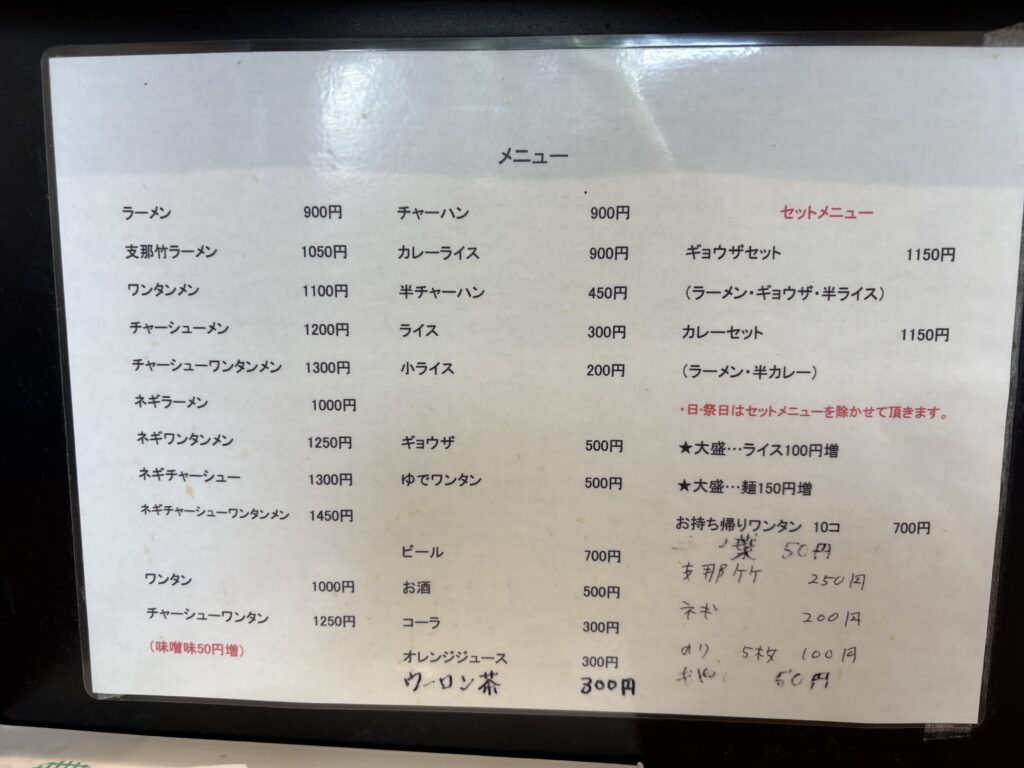 メニュー
ラーメン 900円
支那竹ラーメン 1050円
ワンタンメン 1100円
チャーシューメン 1200円
チャーシューワンタンメン 1300円
ネギラーメン 1000円
ネギワンタンメン 1250円
ネギチャーシュー 1300円
ネギチャーシューワンタンメン 1450円
ワンタン 1000円
チャーシューワンタン 1250円
（味噌味50円増）
チャーハン 900円
カレーライス 900円
半チャーハン 450円
ライス 300円
小ライス 200円
ギョウザ 500円
ゆでワンタン 500円
ビール 700円
お酒 500円
コーラ 300円
オレンジジュース 300円
ウーロン茶 300円
セットメニュー
ギョウザセット 1150円
（ラーメン・ギョウザ・半ライス）
カレーセット 1150円
（ラーメン・半カレー）
・日・祭日はセットメニューを除かせて頂きます。
★大盛…ライス100円増
★大盛…麺150円増
お持ち帰りワンタン 10コ 700円
50円
支那竹 250円
ネギ 200円
のり 5枚 100円
50円